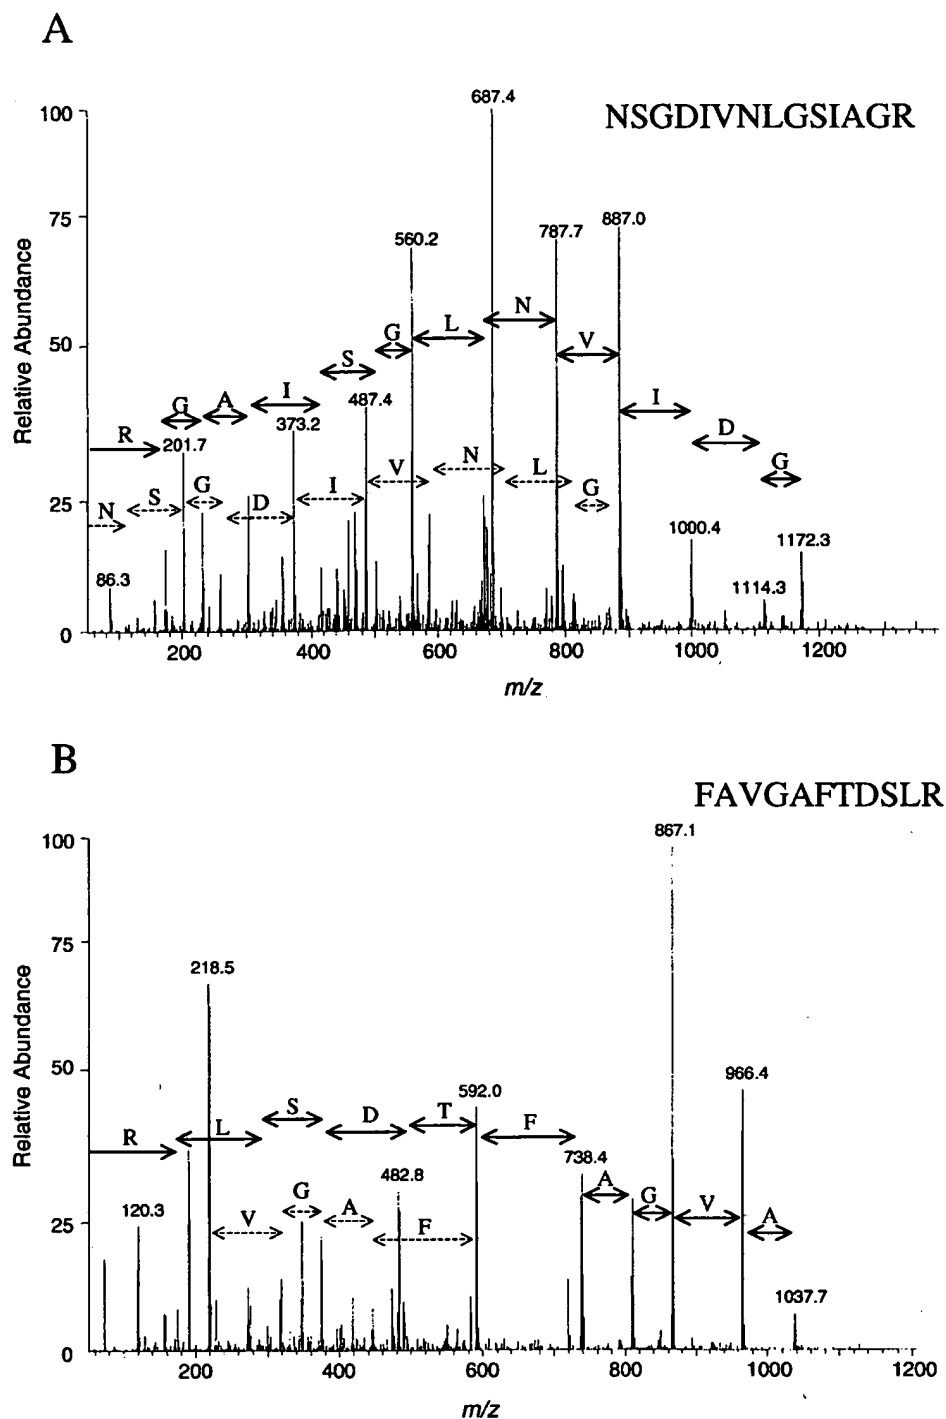 A
NSGDIVNLGSIAGR
687.4
100
887.0
787.7
75
560.2
N
G
L
V
50
S
487.4
I
A
I
G
373.2
D
R
201.7
G
N
V
I
L
G
S
G
D
25
N
1000.4
1172.3
86.3
1114.3
0
200
400
600
800
1000
1200
Relative Abundance
m/z
B
FAVGAFTDSLR
867.1
100
75
218.5
966.4
50
592.0
S
T
D
F
R
L
738.4
A
482.8
G
G
V
A
120.3
A
V
F
25
1037.7
0
200
400
600
800
1000
1200
Relative Abundance
m/z